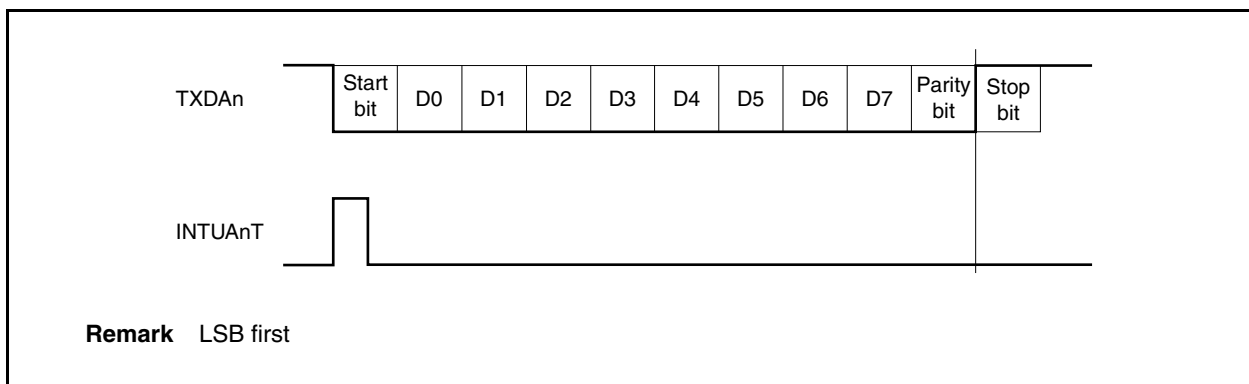 TXDAn
Start
bit
D0
D1
D2
D3
D4
D5
D6
D7
Parity
bit
Stop
bit
INTUAnT
Remark LSB first